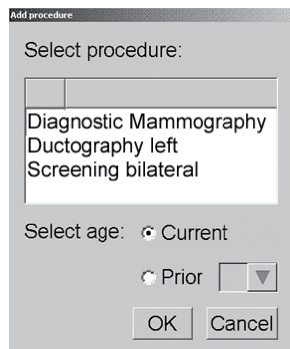 Add procedure
Select procedure:
Diagnostic Mammography
Ductography left
Screening bilateral
Select age: Current
Prior
OK Cancel